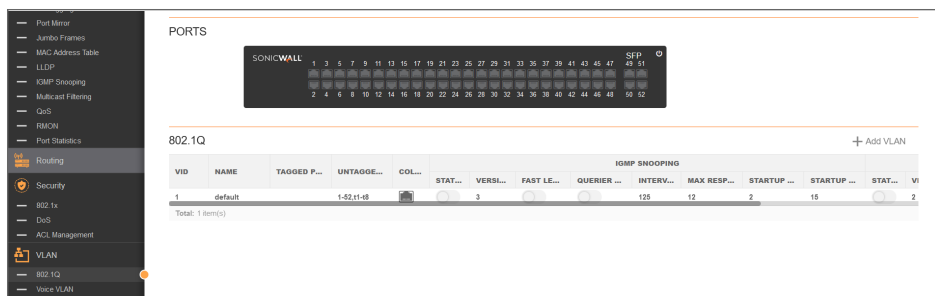 Port Mirror
Jumbo Frames
MAC Address Table
LLDP
IGMP Snooping
Multicast Filtering
QoS
RMON
Port Statistics
Routing
Security
802.1x
DoS
ACL Management
VLAN
802.1Q
Voice VLAN
PORTS
SONICWALL
SFP
1 3 5 7 9 11 13 15 17 19 21 23 25 27 29 31 33 35 37 39 41 43 45 47 49 51
2 4 6 8 10 12 14 16 18 20 22 24 26 28 30 32 34 36 38 40 42 44 46 48 50 52
802.1Q
+ Add VLAN
IGMP SNOOPING
VID NAME TAGGED P... UNTAGGE... COL... STAT... VERSI... FAST LE... QUERIER ... INTERV... MAX RESP... STARTUP ... STARTUP ... STAT... VI
1 default 1-52,t1-t8 3 125 12 2 15 2
Total: 1 item(s)